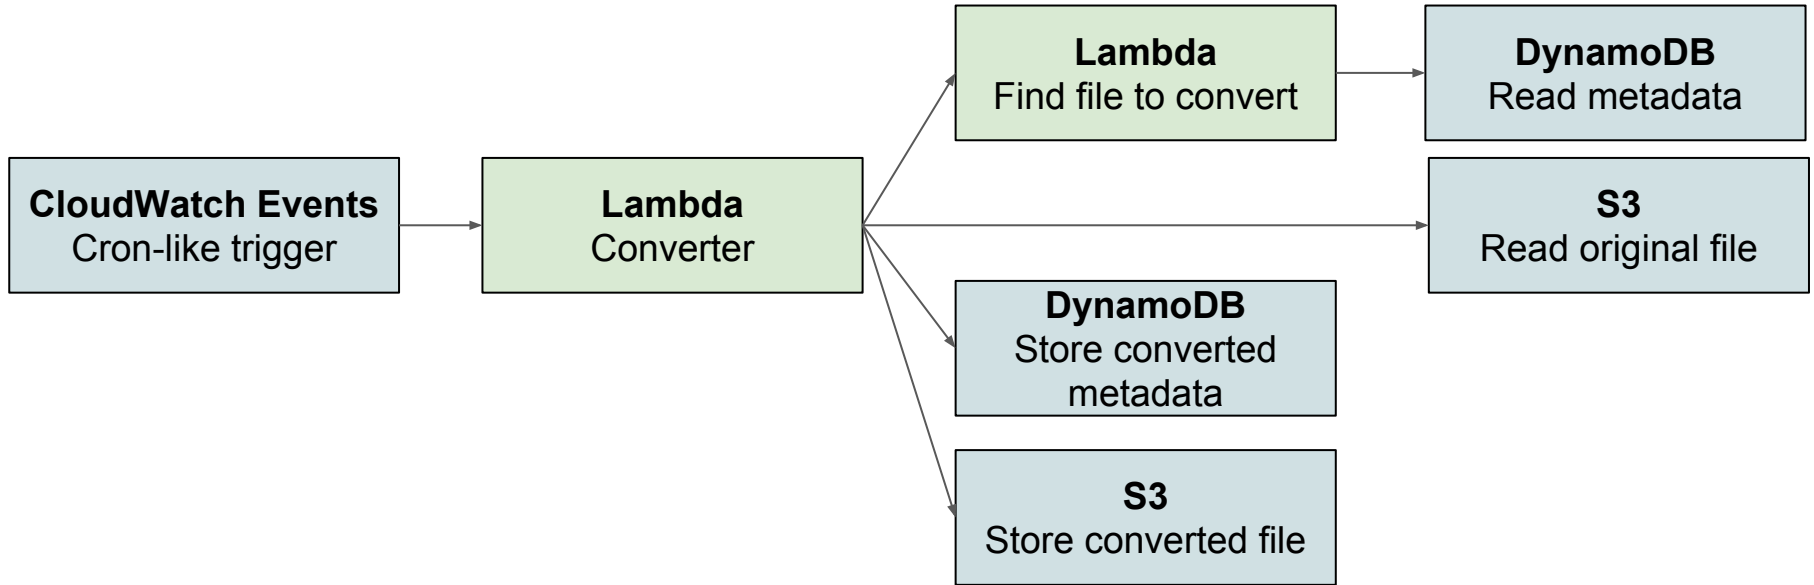 CloudWatch Events
Cron-like trigger
Lambda
Converter
Lambda
Find file to convert
DynamoDB
Read metadata
S3
Read original file
DynamoDB
Store converted
metadata
S3
Store converted file